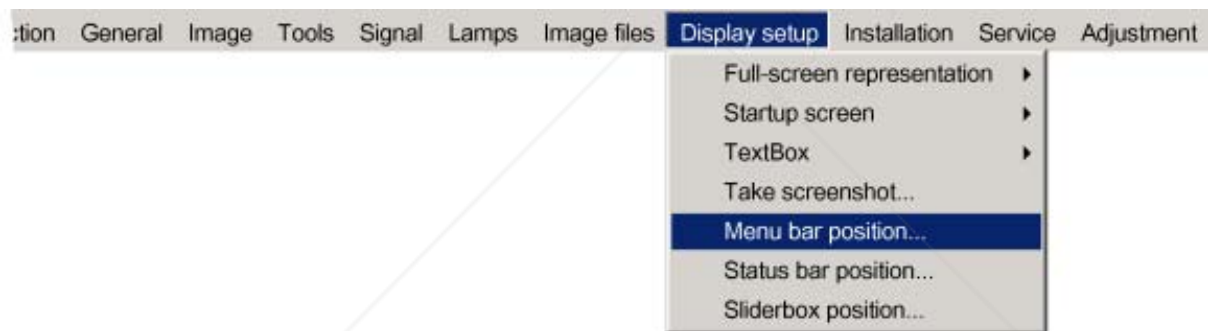 ction General Image Tools Signal Lamps Image files Display setup Installation Service Adjustment
Full-screen representation
Startup screen
TextBox
Take screenshot...
Menu bar position...
Status bar position...
Sliderbox position...